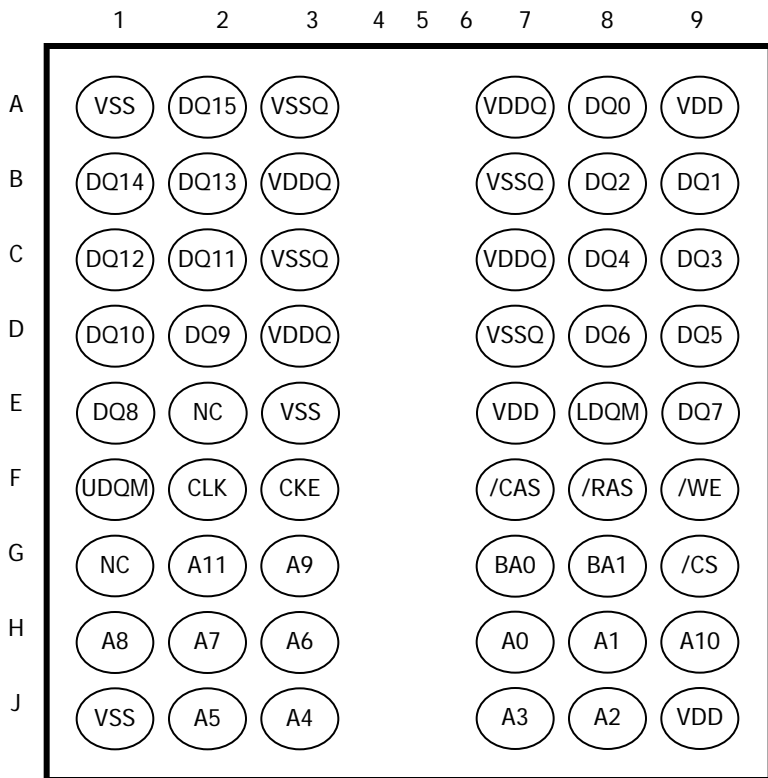 1 2 3 4 5 6 7 8 9
A VSS DQ15 VSSQ VDDQ DQ0 VDD
B DQ14 DQ13 VDDQ VSSQ DQ2 DQ1
C DQ12 DQ11 VSSQ VDDQ DQ4 DQ3
D DQ10 DQ9 VDDQ VSSQ DQ6 DQ5
E DQ8 NC VSS VDD LDQM DQ7
F UDQM CLK CKE /CAS /RAS /WE
G NC A11 A9 BA0 BA1 /CS
H A8 A7 A6 A0 A1 A10
J VSS A5 A4 A3 A2 VDD